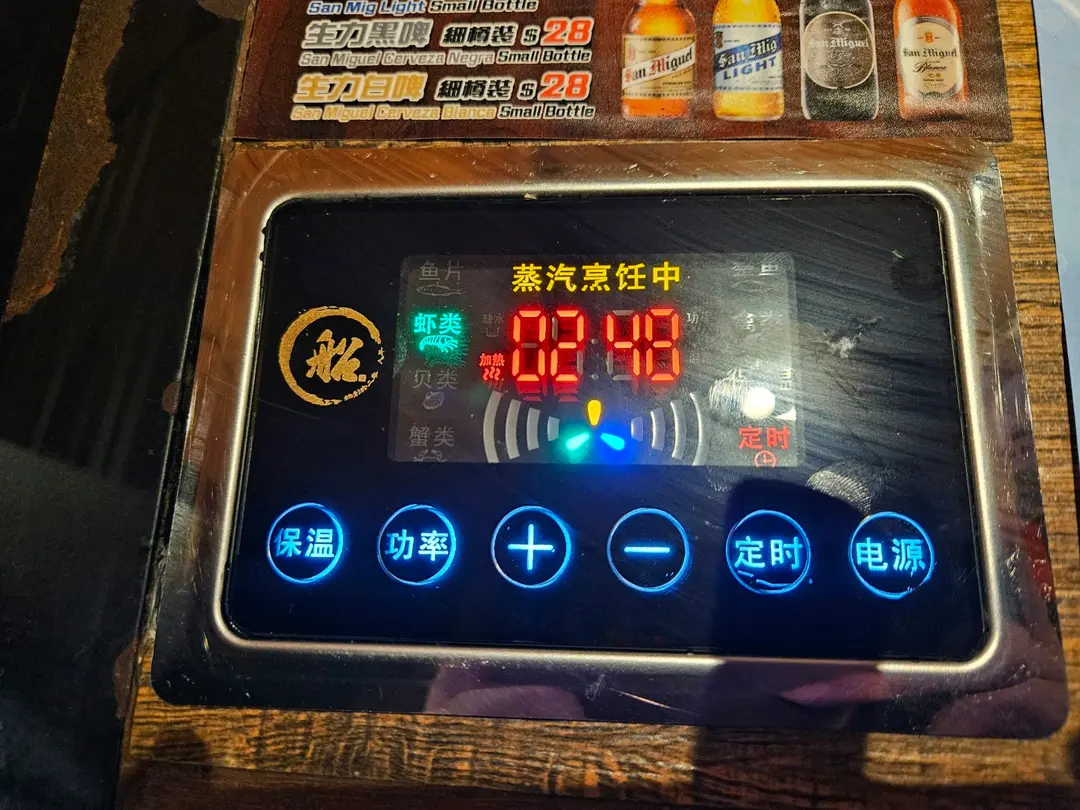 San Mig Light Small Bottle
生力黑啤 細樽裝 $28
San Miguel Cerveza Negra Small Bottle
生力白啤 細樽裝 $28
San Miguel Cerveza Blanca Small Bottle
San Miguel
San Mig
LIGHT
San Miguel
San Miguel
Blanca
船
鱼片
蒸汽烹饪中
虾类
加热
02 48
贝类
蟹类
定时
保温
功率
+
−
定时
电源